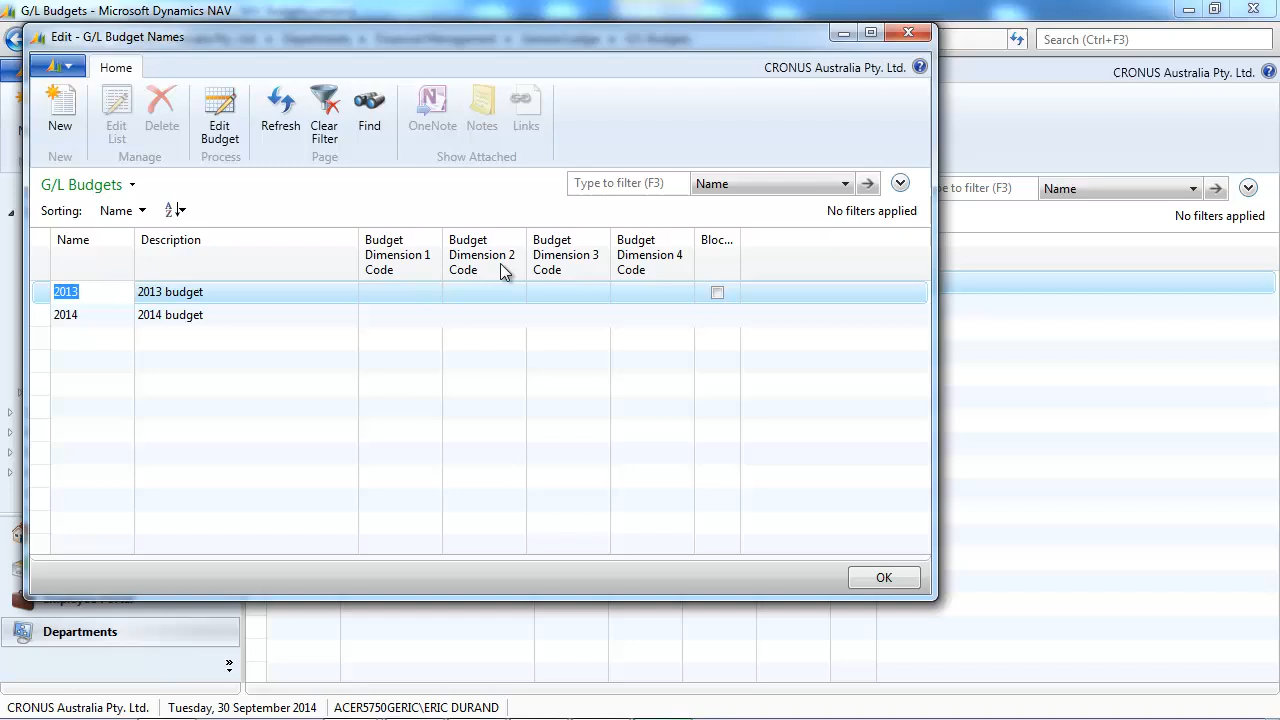 G/L Budgets - Microsoft Dynamics NAV
Edit - G/L Budget Names
Search (Ctrl+F3)
Home
CRONUS Australia Pty. Ltd.
CRONUS Australia Pty. Ltd.
New
Edit List
Delete
Edit Budget
Refresh
Clear Filter
Find
OneNote
Notes
Links
New
Manage
Process
Page
Show Attached
G/L Budgets
Type to filter (F3)
Name
e to filter (F3)
Name
Sorting:
Name
A
Z
No filters applied
No filters applied
Name
Description
Budget Dimension 1 Code
Budget Dimension 2 Code
Budget Dimension 3 Code
Budget Dimension 4 Code
Bloc...
2013
2013 budget
2014
2014 budget
OK
Departments
CRONUS Australia Pty. Ltd.
Tuesday, 30 September 2014
ACER5750GERIC\ERIC DURAND